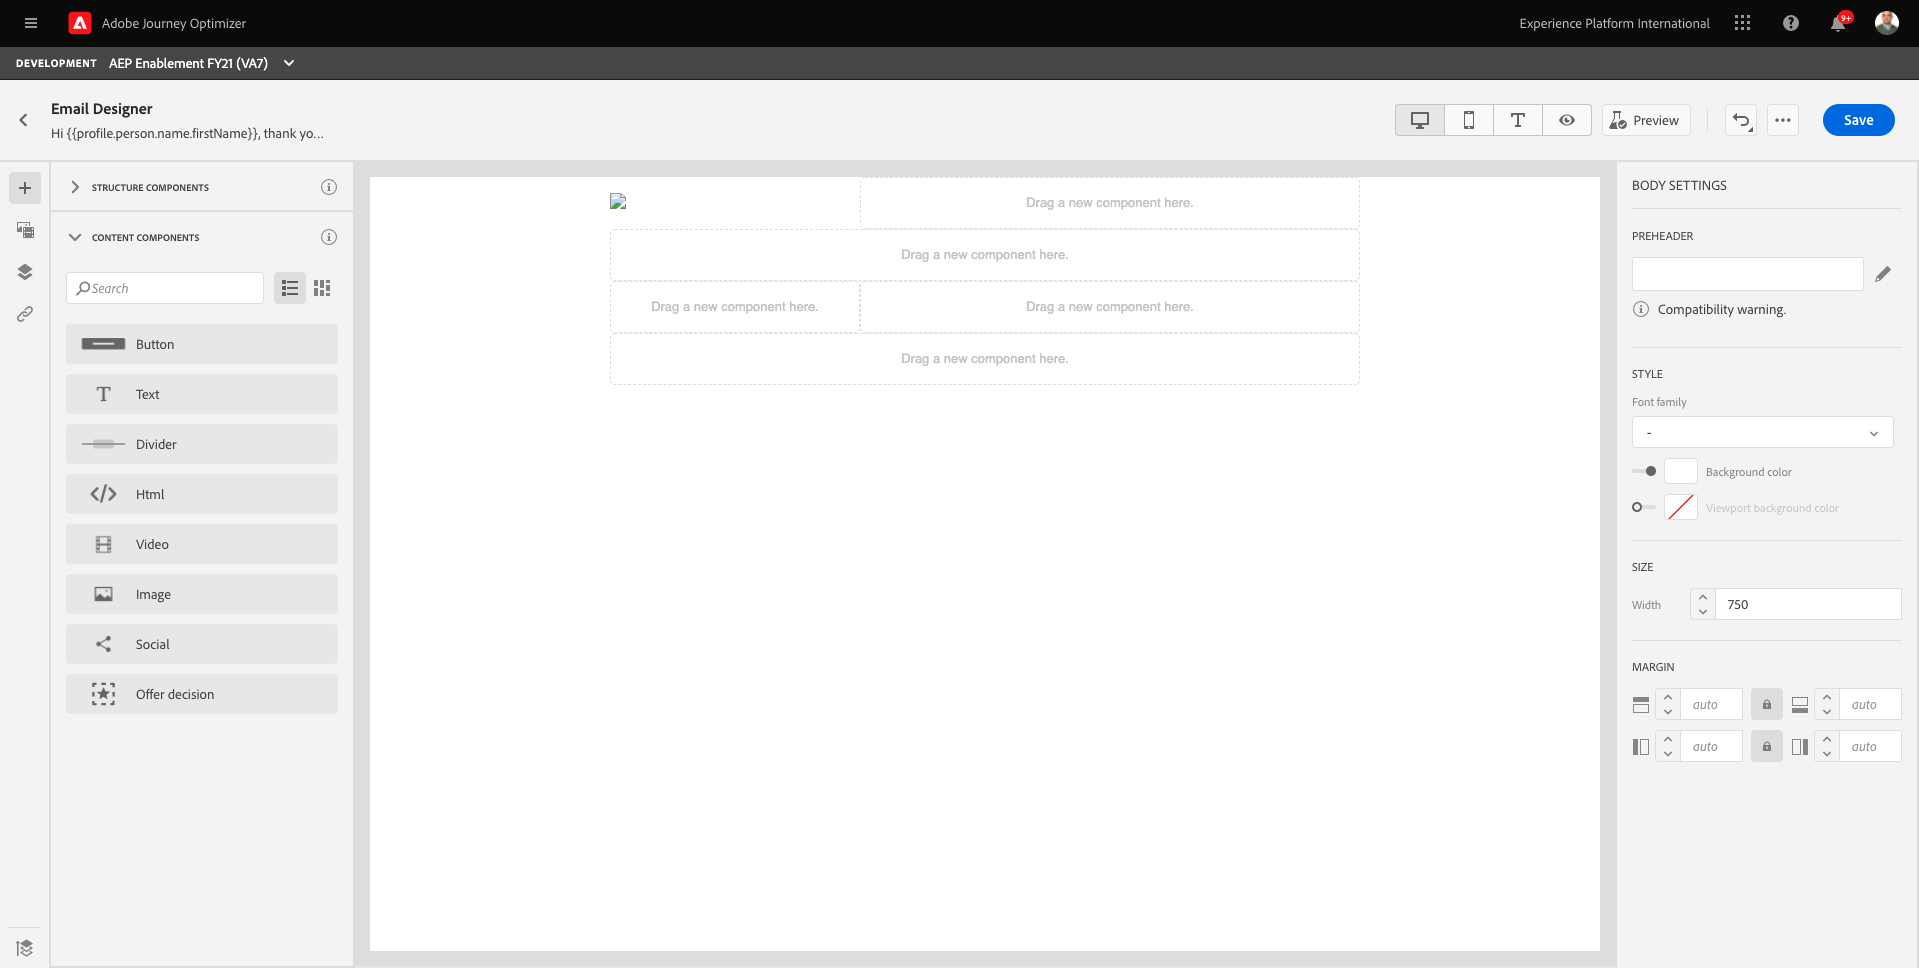 Adobe Journey Optimizer
Experience Platform International
9+
DEVELOPMENT AEP Enablement FY21 (VA7)
Email Designer
Hi {{profile.person.name.firstName}}, thank yo…
Preview
Save
STRUCTURE COMPONENTS
CONTENT COMPONENTS
Search
Button
Text
Divider
Html
Video
Image
Social
Offer decision
Drag a new component here.
Drag a new component here.
Drag a new component here. Drag a new component here.
Drag a new component here.
BODY SETTINGS
PREHEADER
Compatibility warning.
STYLE
Font family
-
Background color
Viewport background color
SIZE
Width 750
MARGIN
auto auto
auto auto